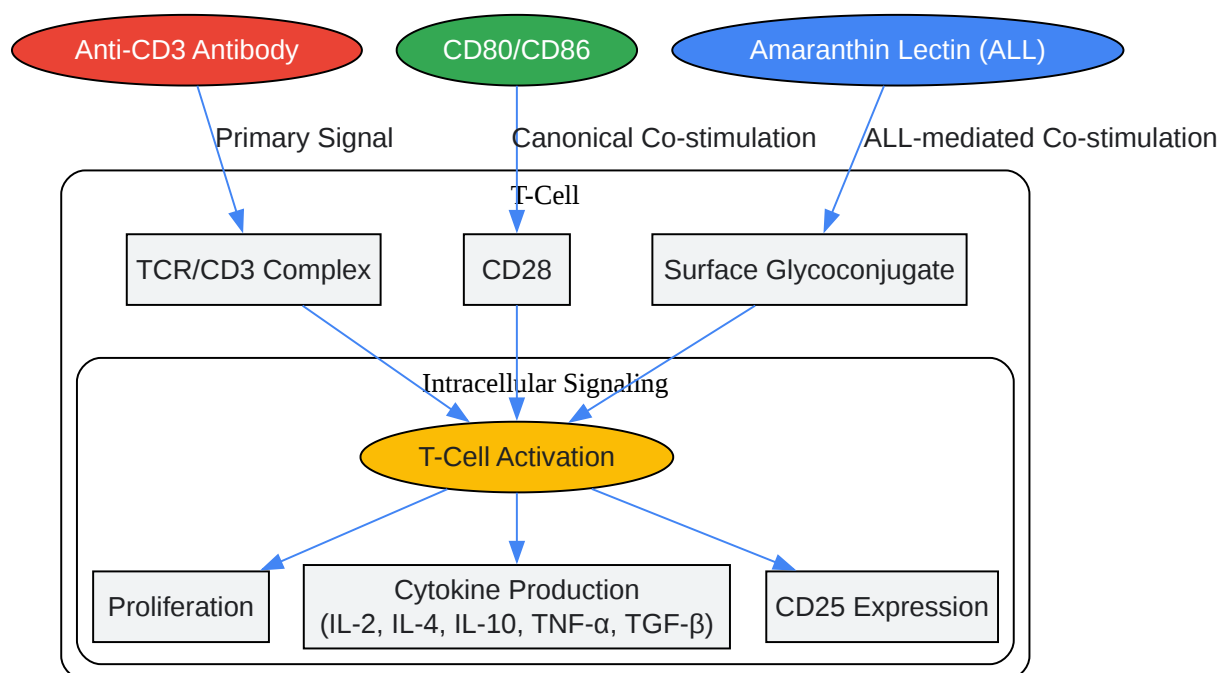 Anti-CD3 Antibody
CD80/CD86
Amaranthin Lectin (ALL)
Primary Signal
Canonical Co-stimulation
ALL-mediated Co-stimulation
T-Cell
TCR/CD3 Complex
CD28
Surface Glycoconjugate
Intracellular Signaling
T-Cell Activation
Proliferation
Cytokine Production
(IL-2, IL-4, IL-10, TNF-α, TGF-β)
CD25 Expression